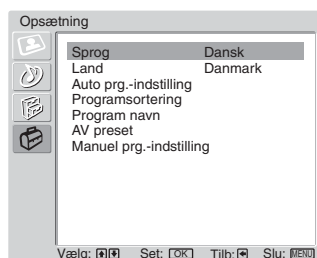 Opsætning
Sprog Dansk
Land Danmark
Auto prg.-indstilling
Programsortering
Program navn
AV preset
Manuel prg.-indstilling
Vælg: Set: OK Tilb: Slu: MENU